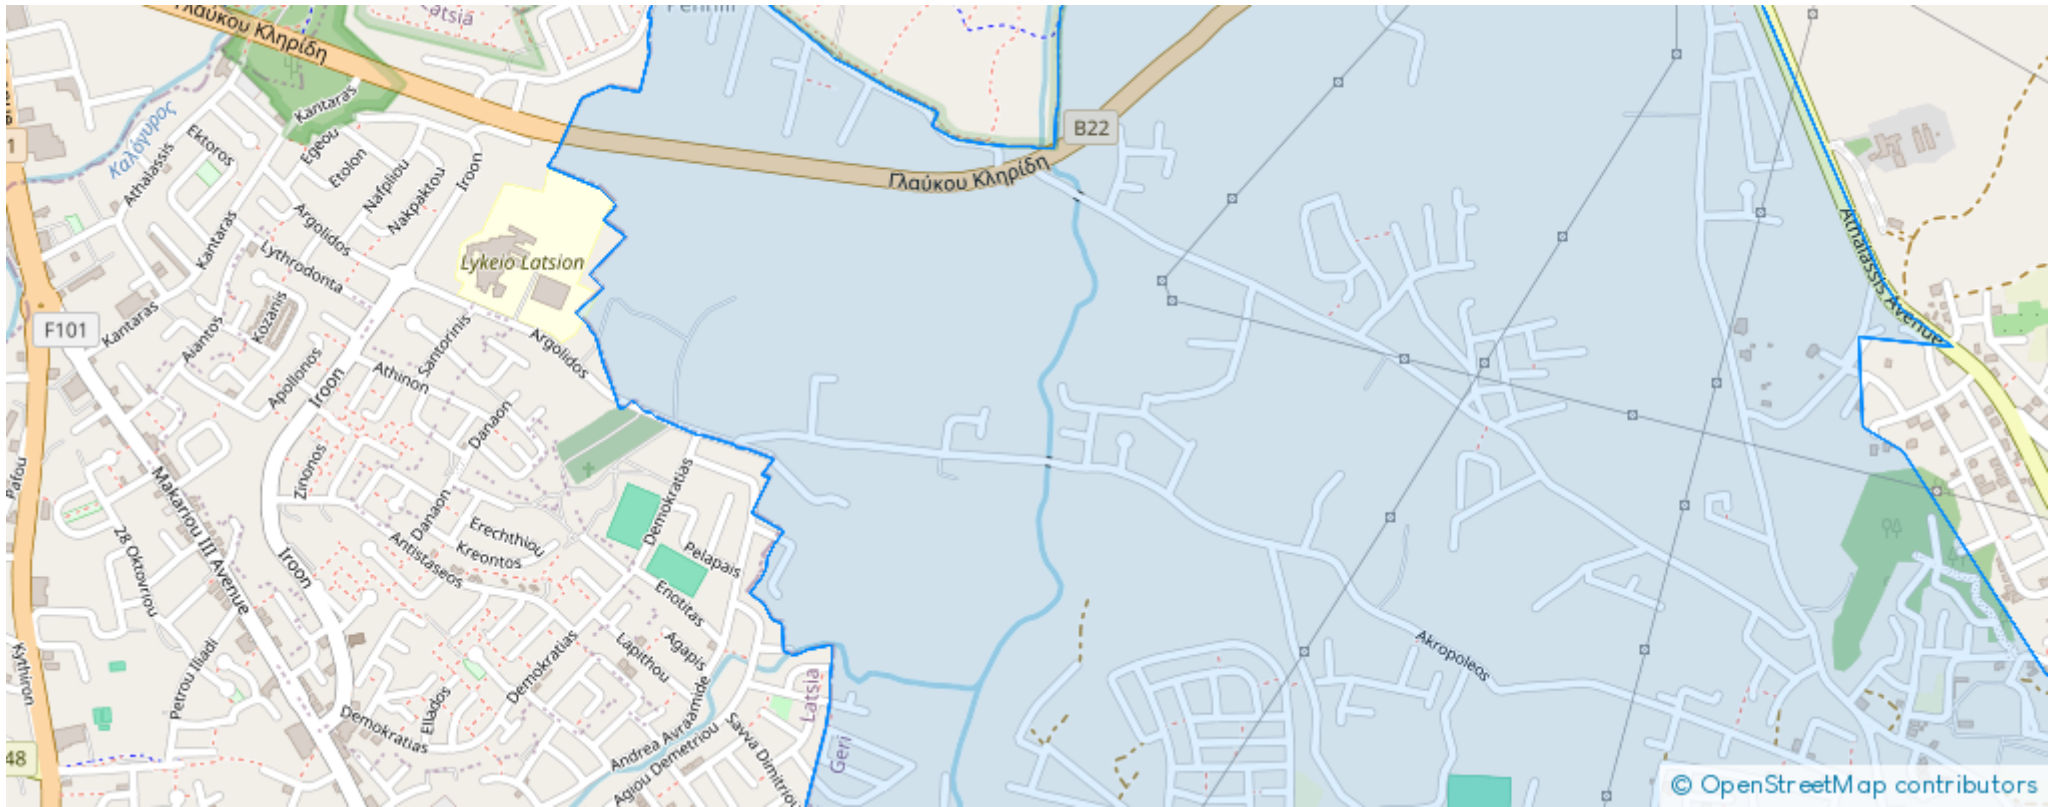 Latsia
Γλαύκου Κληρίδη
Kantaras
Καλόγυρος
Ektoros
Egeou
Athalassis
Etolon
Nafpliou
Iroon
Nakpaktou
Argolidos
Kantaras
Lythrodonta
Lykeio Latsion
B22
Γλαύκου Κληρίδη
Athalassis Avenue
1
F101
Kantaras
Kozanis
Aiantos
Santorinis
Argolidos
Apollonos
Iroon
Athinon
Danaon
Zinonos
Pafou
Makariou III Avenue
28 Oktovriou
Danaon
Erechthiou
Kreontos
Antistaseos
Iroon
Demokratias
Pelapais
Eriotitas
Agapis
Lapithou
Akropoleos
Kythiron
Petrou Iliadi
Ellados
Demokratias
Demokratias
Andrea Avraamide
Agiou Demetriou
Savva Dimitriou
Latsia
Geri
48
© OpenStreetMap contributors